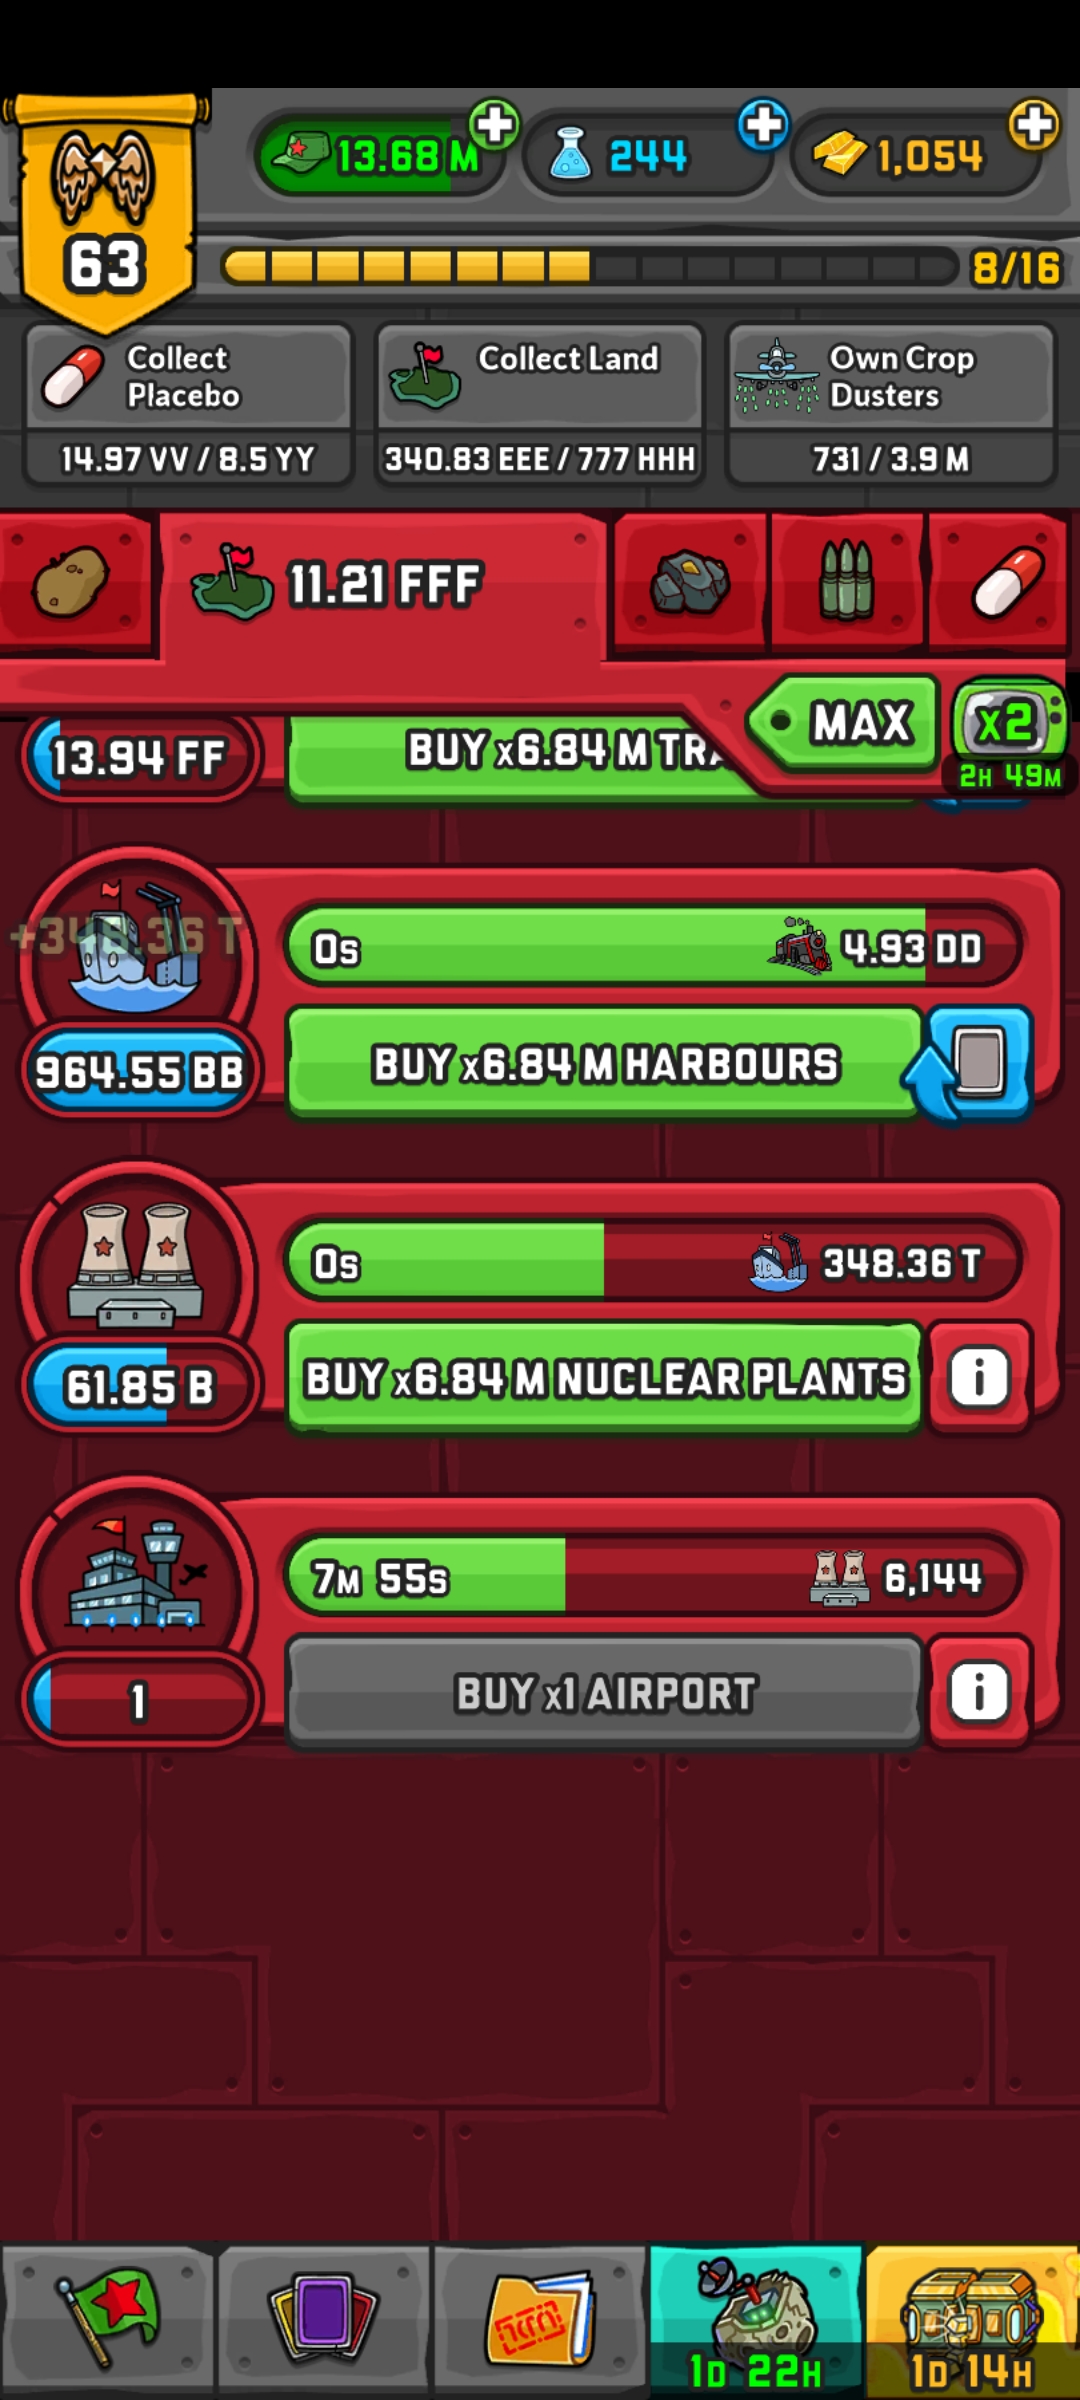 13.68 M
244
1,054
63
8/16
Collect
Placebo
14.97 VV / 8.5 YY
Collect Land
340.83 EEE / 777 HHH
Own Crop
Dusters
731 / 3.9 M
11.21 FFF
MAX
x2
2H 49M
13.94 FF
BUY x6.84 M
+348.36 T
0s
4.93 DD
964.55 BB
BUY x6.84 M HARBOURS
0s
348.36 T
61.85 B
BUY x6.84 M NUCLEAR PLANTS
i
7M 55s
6,144
1
BUY x1 AIRPORT
i
1D 22H
1D 14H